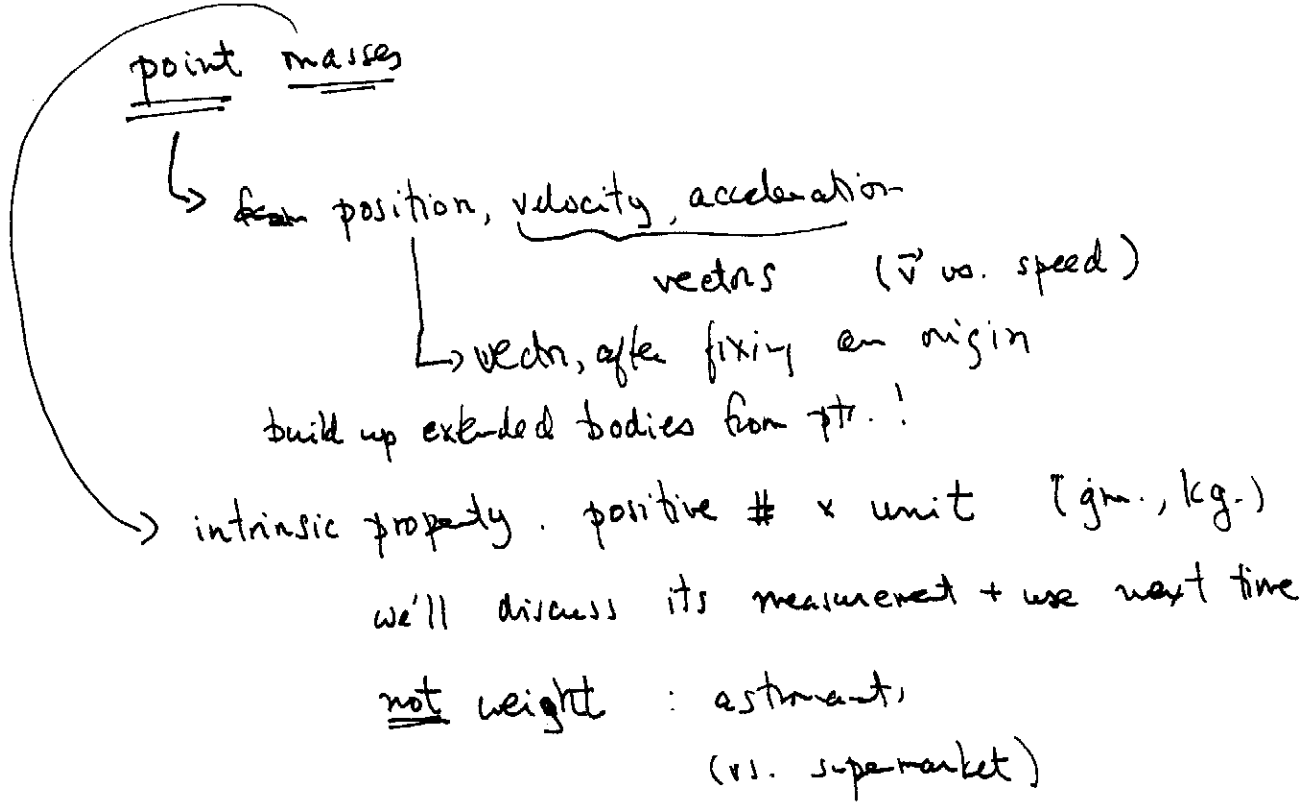 point masses
position, velocity, acceleration
vectors (v⃗ vs. speed)
vector, after fixing an origin
build up extended bodies from pts.!
intrinsic property. positive # x unit (gm., kg.)
we'll discuss its measurement + use next time
not weight : astronauts
(vs. supermarket)